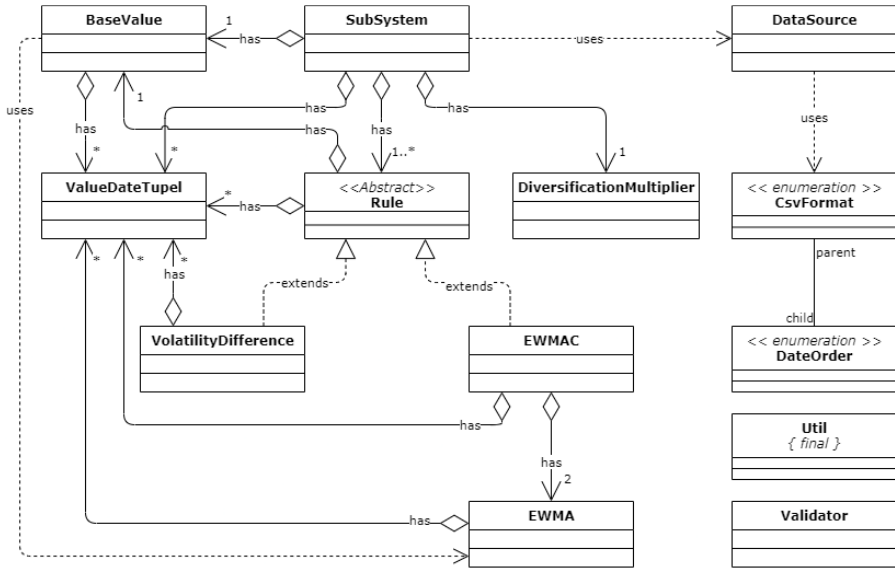 BaseValue
1
has
SubSystem
uses
DataSource
uses
has
1
has
has
has
has
uses
*
*
1..*
1
ValueDateTupel
*
has
<<Abstract>>
Rule
DiversificationMultiplier
<< enumeration >>
CsvFormat
*
*
*
has
parent
extends
extends
child
VolatilityDifference
EWMAC
<< enumeration >>
DateOrder
has
Util
{ final }
has
2
has
EWMA
Validator